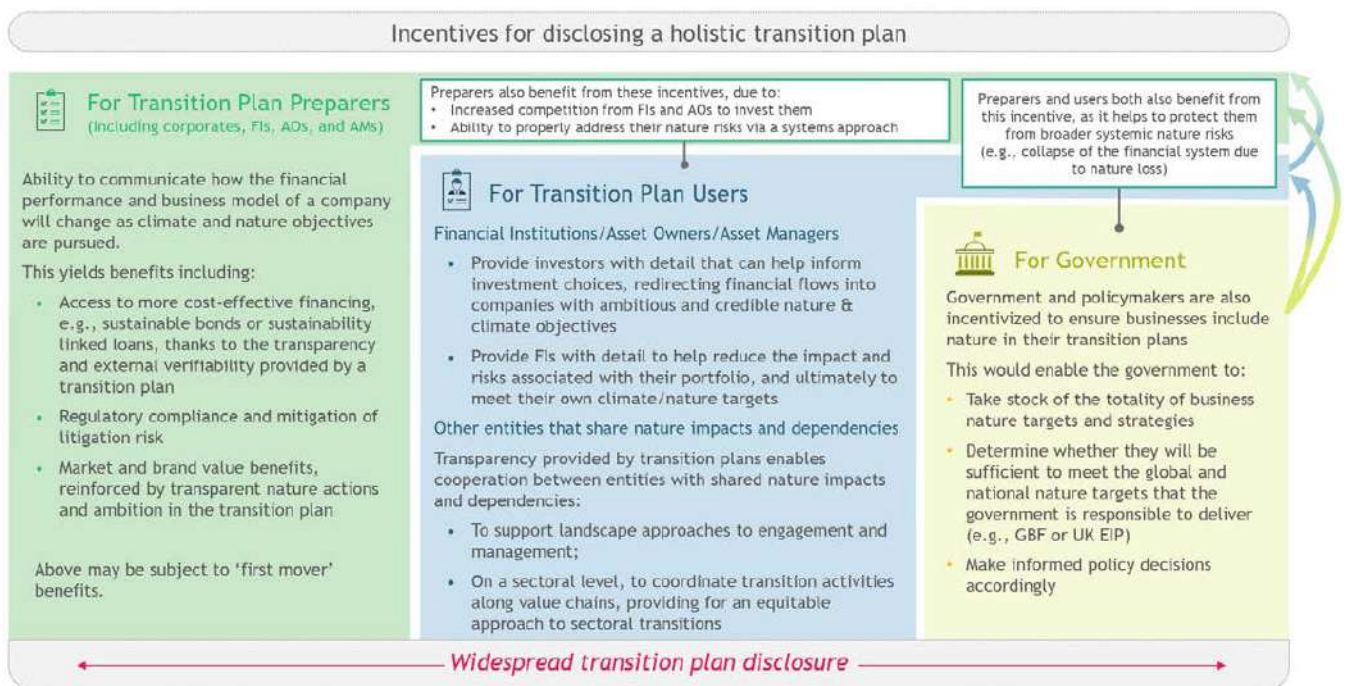 Incentives for disclosing a holistic transition plan
For Transition Plan Preparers
(including corporates, FIs, AOs, and AMs)
Ability to communicate how the financial
performance and business model of a company
will change as climate and nature objectives
are pursued.
This yields benefits including:
• Access to more cost-effective financing,
e.g., sustainable bonds or sustainability
linked loans, thanks to the transparency
and external verifiability provided by a
transition plan
• Regulatory compliance and mitigation of
litigation risk
• Market and brand value benefits,
reinforced by transparent nature actions
and ambition in the transition plan
Above may be subject to ‘first mover’
benefits.
Preparers also benefit from these incentives, due to:
• Increased competition from FIs and AOs to invest them
• Ability to properly address their nature risks via a systems approach
For Transition Plan Users
Financial Institutions/Asset Owners/Asset Managers
• Provide investors with detail that can help inform
investment choices, redirecting financial flows into
companies with ambitious and credible nature &
climate objectives
• Provide FIs with detail to help reduce the impact and
risks associated with their portfolio, and ultimately to
meet their own climate/nature targets
Other entities that share nature impacts and dependencies
Transparency provided by transition plans enables
cooperation between entities with shared nature impacts
and dependencies:
• To support landscape approaches to engagement and
management;
• On a sectoral level, to coordinate transition activities
along value chains, providing for an equitable
approach to sectoral transitions
Preparers and users both also benefit from
this incentive, as it helps to protect them
from broader systemic nature risks
(e.g., collapse of the financial system due
to nature loss)
For Government
Government and policymakers are also
incentivized to ensure businesses include
nature in their transition plans
This would enable the government to:
• Take stock of the totality of business
nature targets and strategies
• Determine whether they will be
sufficient to meet the global and
national nature targets that the
government is responsible to deliver
(e.g., GBF or UK EIP)
• Make informed policy decisions
accordingly
Widespread transition plan disclosure